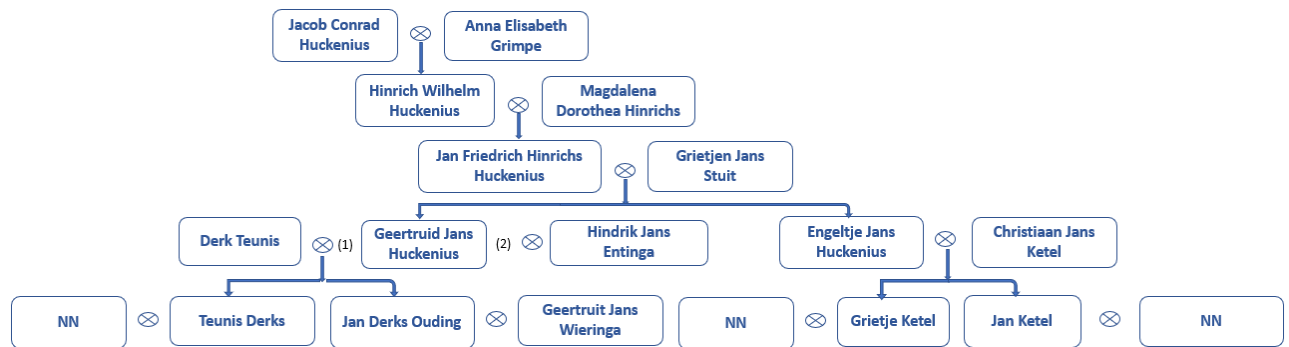 Jacob Conrad
Huckenius
Anna Elisabeth
Grimpe
Hinrich Wilhelm
Huckenius
Magdalena
Dorothea Hinrichs
Jan Friedrich Hinrichs
Huckenius
Grietjen Jans
Stuit
Derk Teunis
(1)
Geertruid Jans
Huckenius
(2)
Hindrik Jans
Entinga
Engeltje Jans
Huckenius
Christiaan Jans
Ketel
NN
Teunis Derks
Jan Derks Ouding
Geertruit Jans
Wieringa
NN
Grietje Ketel
Jan Ketel
NN